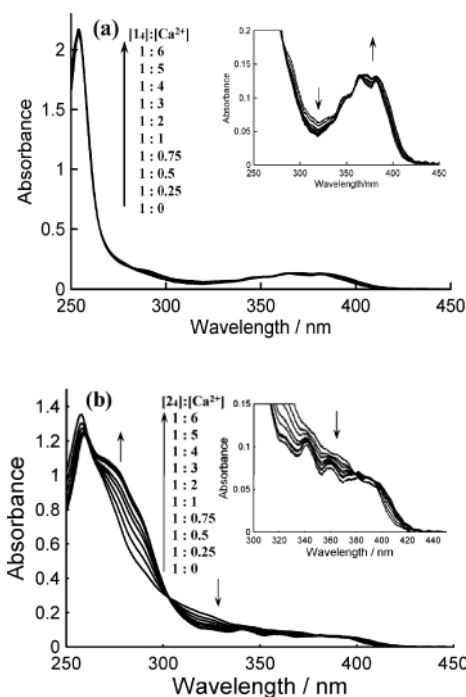 (a)
[1₄]:[Ca²⁺]
1 : 6
1 : 5
1 : 4
1 : 3
1 : 2
1 : 1
1 : 0.75
1 : 0.5
1 : 0.25
1 : 0
Absorbance
2
1.5
1
0.5
0
250 300 350 400 450
Wavelength / nm
Absorbance
0.2
0.15
0.1
0.05
0
250 300 350 400 450
Wavelength/nm
(b)
[2₄]:[Ca²⁺]
1 : 6
1 : 5
1 : 4
1 : 3
1 : 2
1 : 1
1 : 0.75
1 : 0.5
1 : 0.25
1 : 0
Absorbance
1.4
1.2
1
0.8
0.6
0.4
0.2
0
250 300 350 400 450
Wavelength / nm
Absorbance
0.15
0.1
0.05
0
300 320 340 360 380 400 420 440
Wavelength / nm